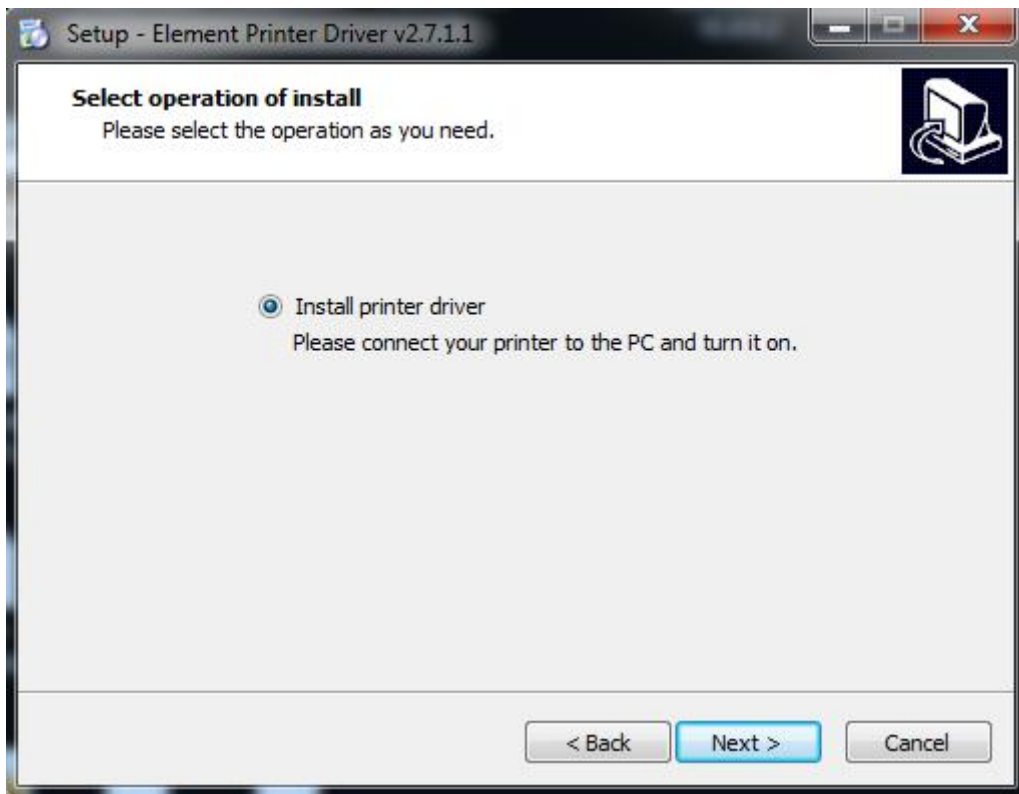 Setup - Element Printer Driver v2.7.1.1
Select operation of install
Please select the operation as you need.
Install printer driver
Please connect your printer to the PC and turn it on.
< Back
Next >
Cancel